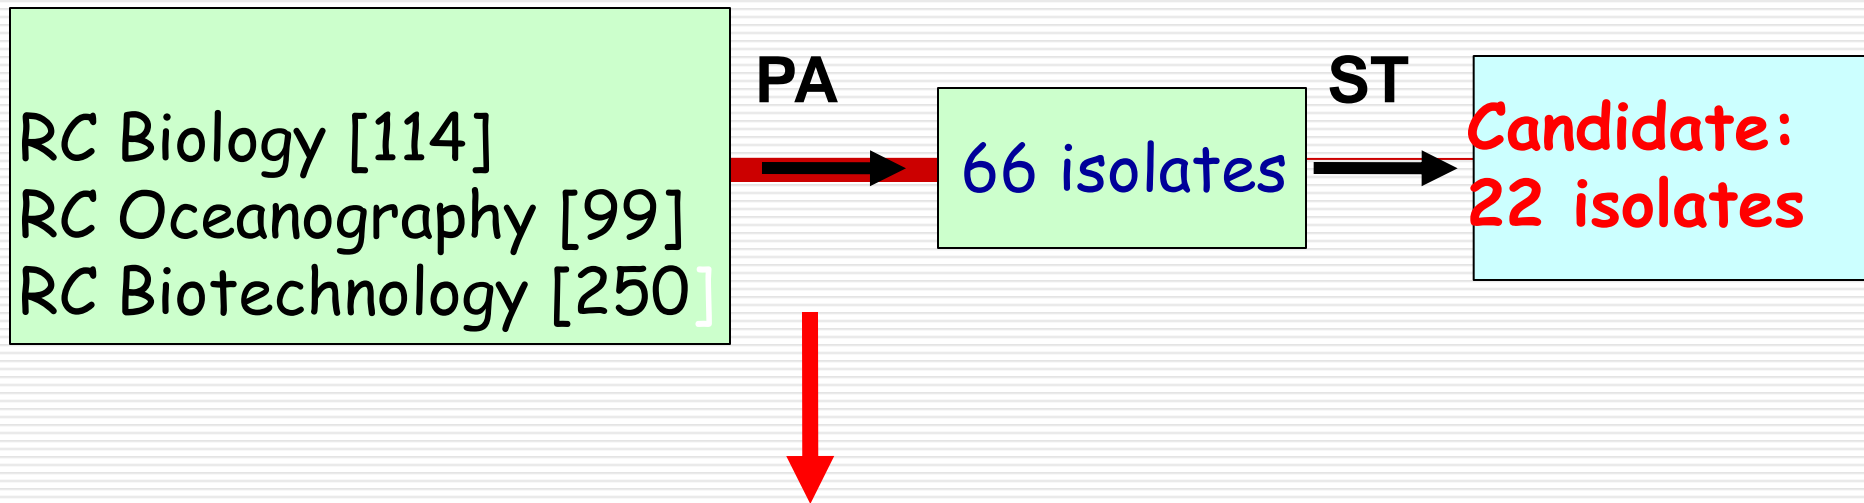 RC Biology [114]
RC Oceanography [99]
RC Biotechnology [250]
PA
66 isolates
ST
Candidate:
22 isolates